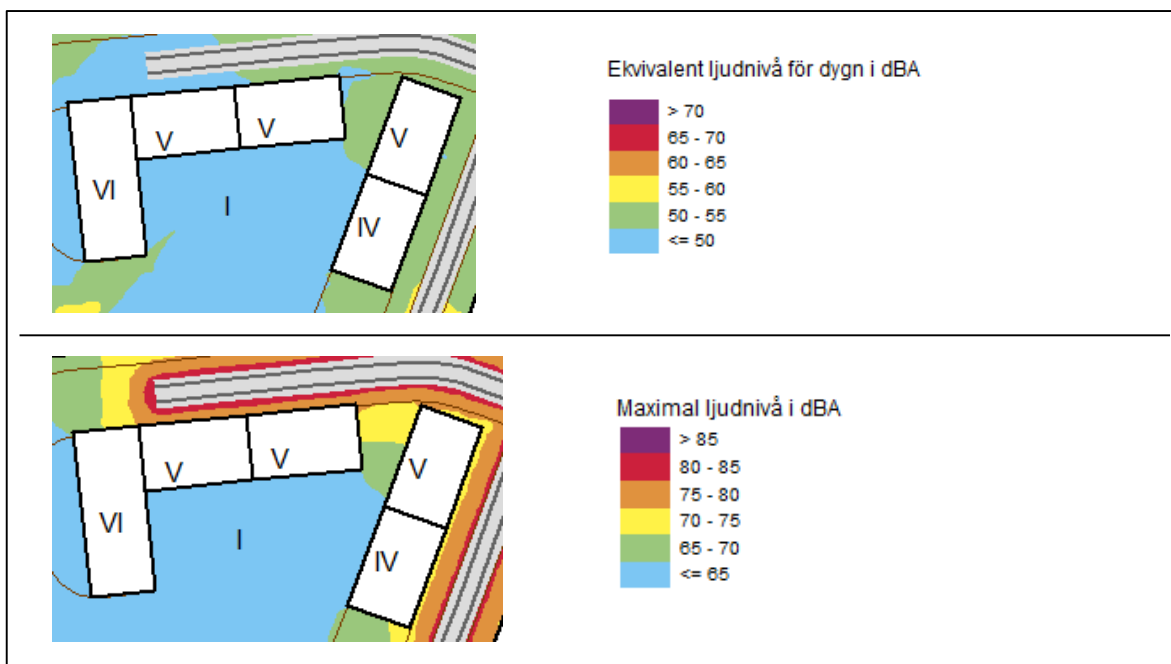 Ekvivalent ljudnivå för dygn i dBA
> 70
65 - 70
60 - 65
55 - 60
50 - 55
<= 50
V
V
V
VI
I
IV
Maximal ljudnivå i dBA
> 85
80 - 85
75 - 80
70 - 75
65 - 70
<= 65
V
V
V
VI
I
IV